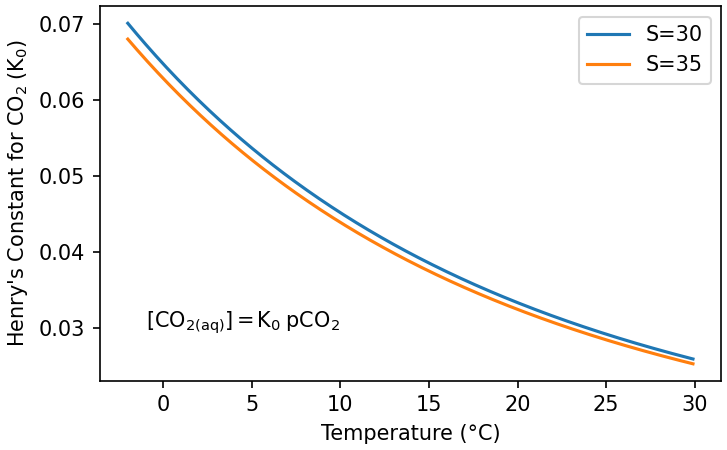 0.07
0.06
0.05
0.04
0.03
Henry's Constant for CO₂ (K₀)
S=30
S=35
[CO₂₍aq₎] = K₀ pCO₂
0 5 10 15 20 25 30
Temperature (°C)